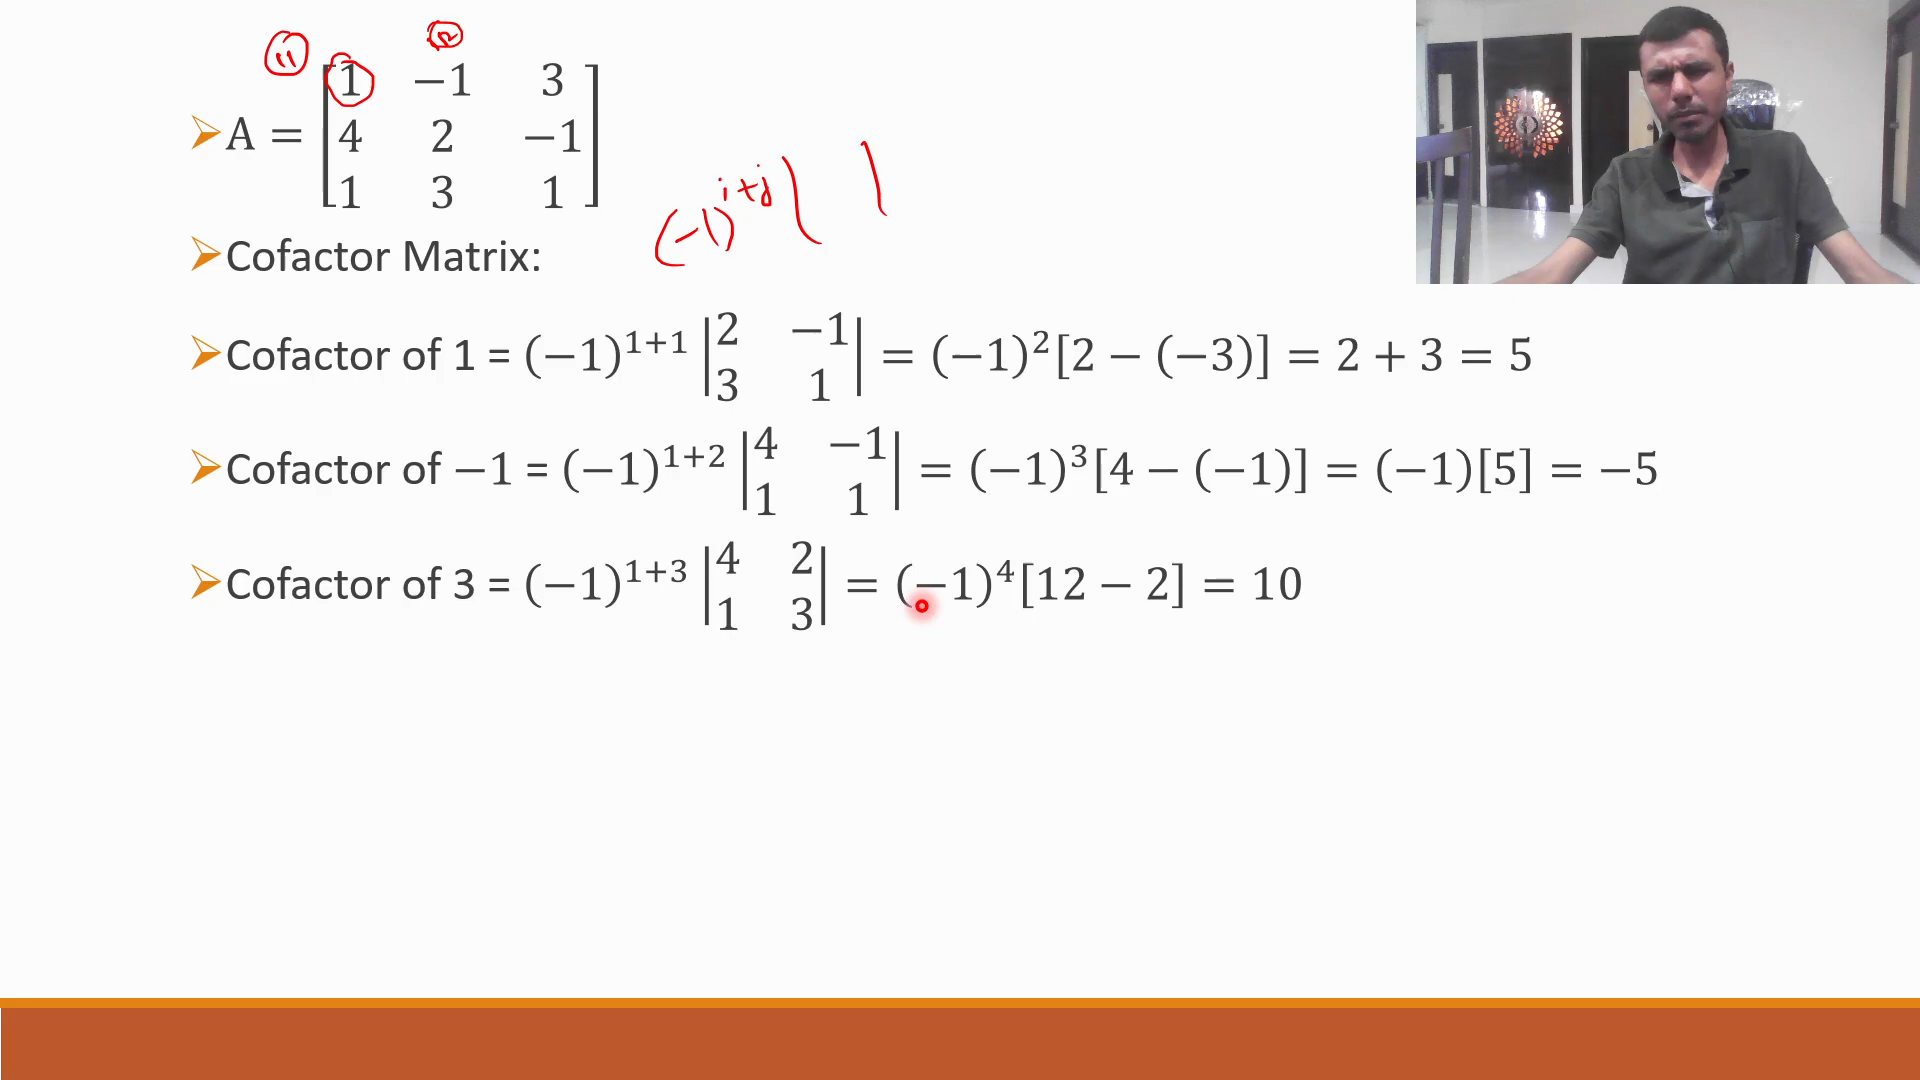 11 12
A = [1 −1 3
4 2 −1
1 3 1]
(−1)^{i+j} | |
Cofactor Matrix:
Cofactor of 1 = (−1)^{1+1} |2 −1; 3 1| = (−1)^2[2 − (−3)] = 2 + 3 = 5
Cofactor of −1 = (−1)^{1+2} |4 −1; 1 1| = (−1)^3[4 − (−1)] = (−1)[5] = −5
Cofactor of 3 = (−1)^{1+3} |4 2; 1 3| = (−1)^4[12 − 2] = 10